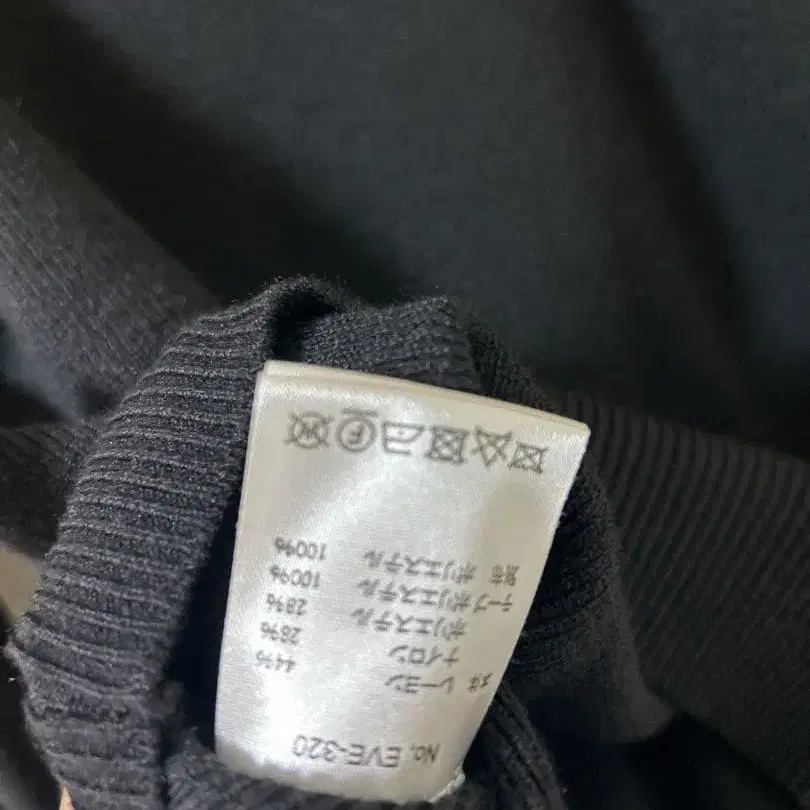 No. EVE-320
本体 レーヨン 44%
ナイロン 28%
ポリエステル 28%
テープ ポリエステル 100%
ポリエステル 100%
F
W